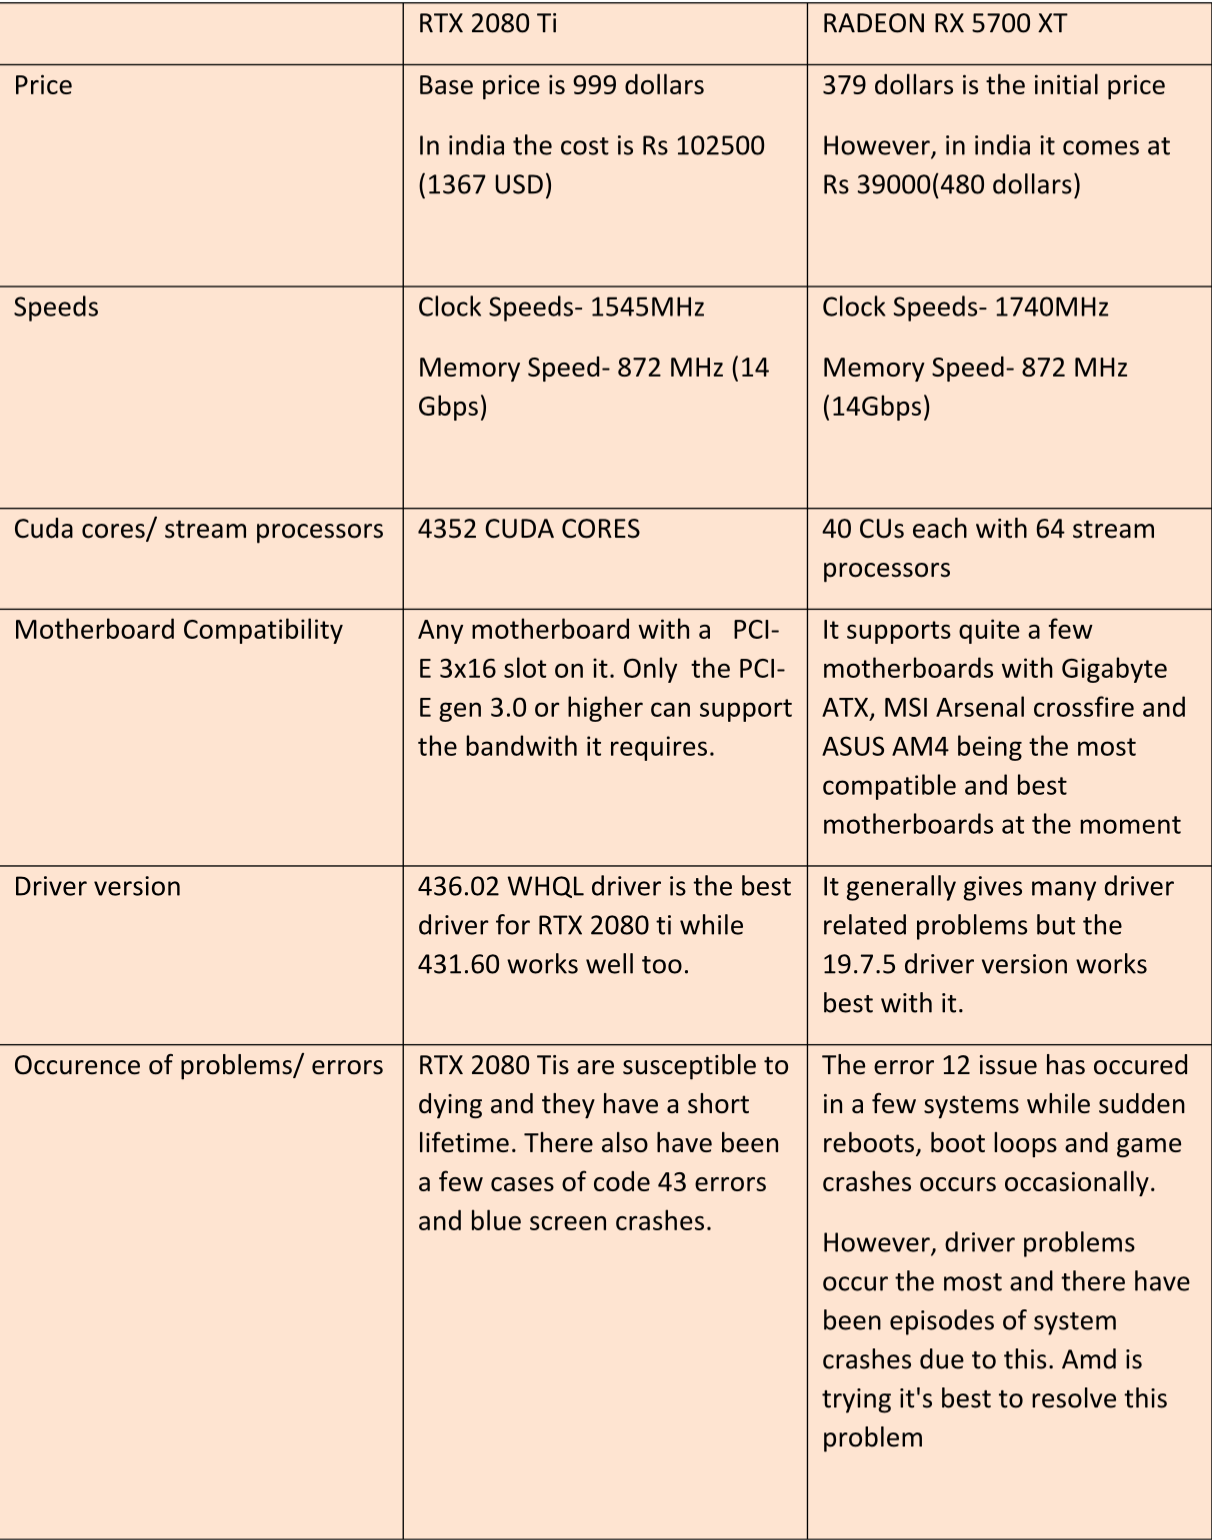 RTX 2080 Ti
RADEON RX 5700 XT
Price
Base price is 999 dollars
In india the cost is Rs 102500
(1367 USD)
379 dollars is the initial price
However, in india it comes at
Rs 39000(480 dollars)
Speeds
Clock Speeds- 1545MHz
Memory Speed- 872 MHz (14
Gbps)
Clock Speeds- 1740MHz
Memory Speed- 872 MHz
(14Gbps)
Cuda cores/ stream processors
4352 CUDA CORES
40 CUs each with 64 stream
processors
Motherboard Compatibility
Any motherboard with a PCI-
E 3x16 slot on it. Only the PCI-
E gen 3.0 or higher can support
the bandwith it requires.
It supports quite a few
motherboards with Gigabyte
ATX, MSI Arsenal crossfire and
ASUS AM4 being the most
compatible and best
motherboards at the moment
Driver version
436.02 WHQL driver is the best
driver for RTX 2080 ti while
431.60 works well too.
It generally gives many driver
related problems but the
19.7.5 driver version works
best with it.
Occurence of problems/ errors
RTX 2080 Tis are susceptible to
dying and they have a short
lifetime. There also have been
a few cases of code 43 errors
and blue screen crashes.
The error 12 issue has occured
in a few systems while sudden
reboots, boot loops and game
crashes occurs occasionally.
However, driver problems
occur the most and there have
been episodes of system
crashes due to this. Amd is
trying it's best to resolve this
problem